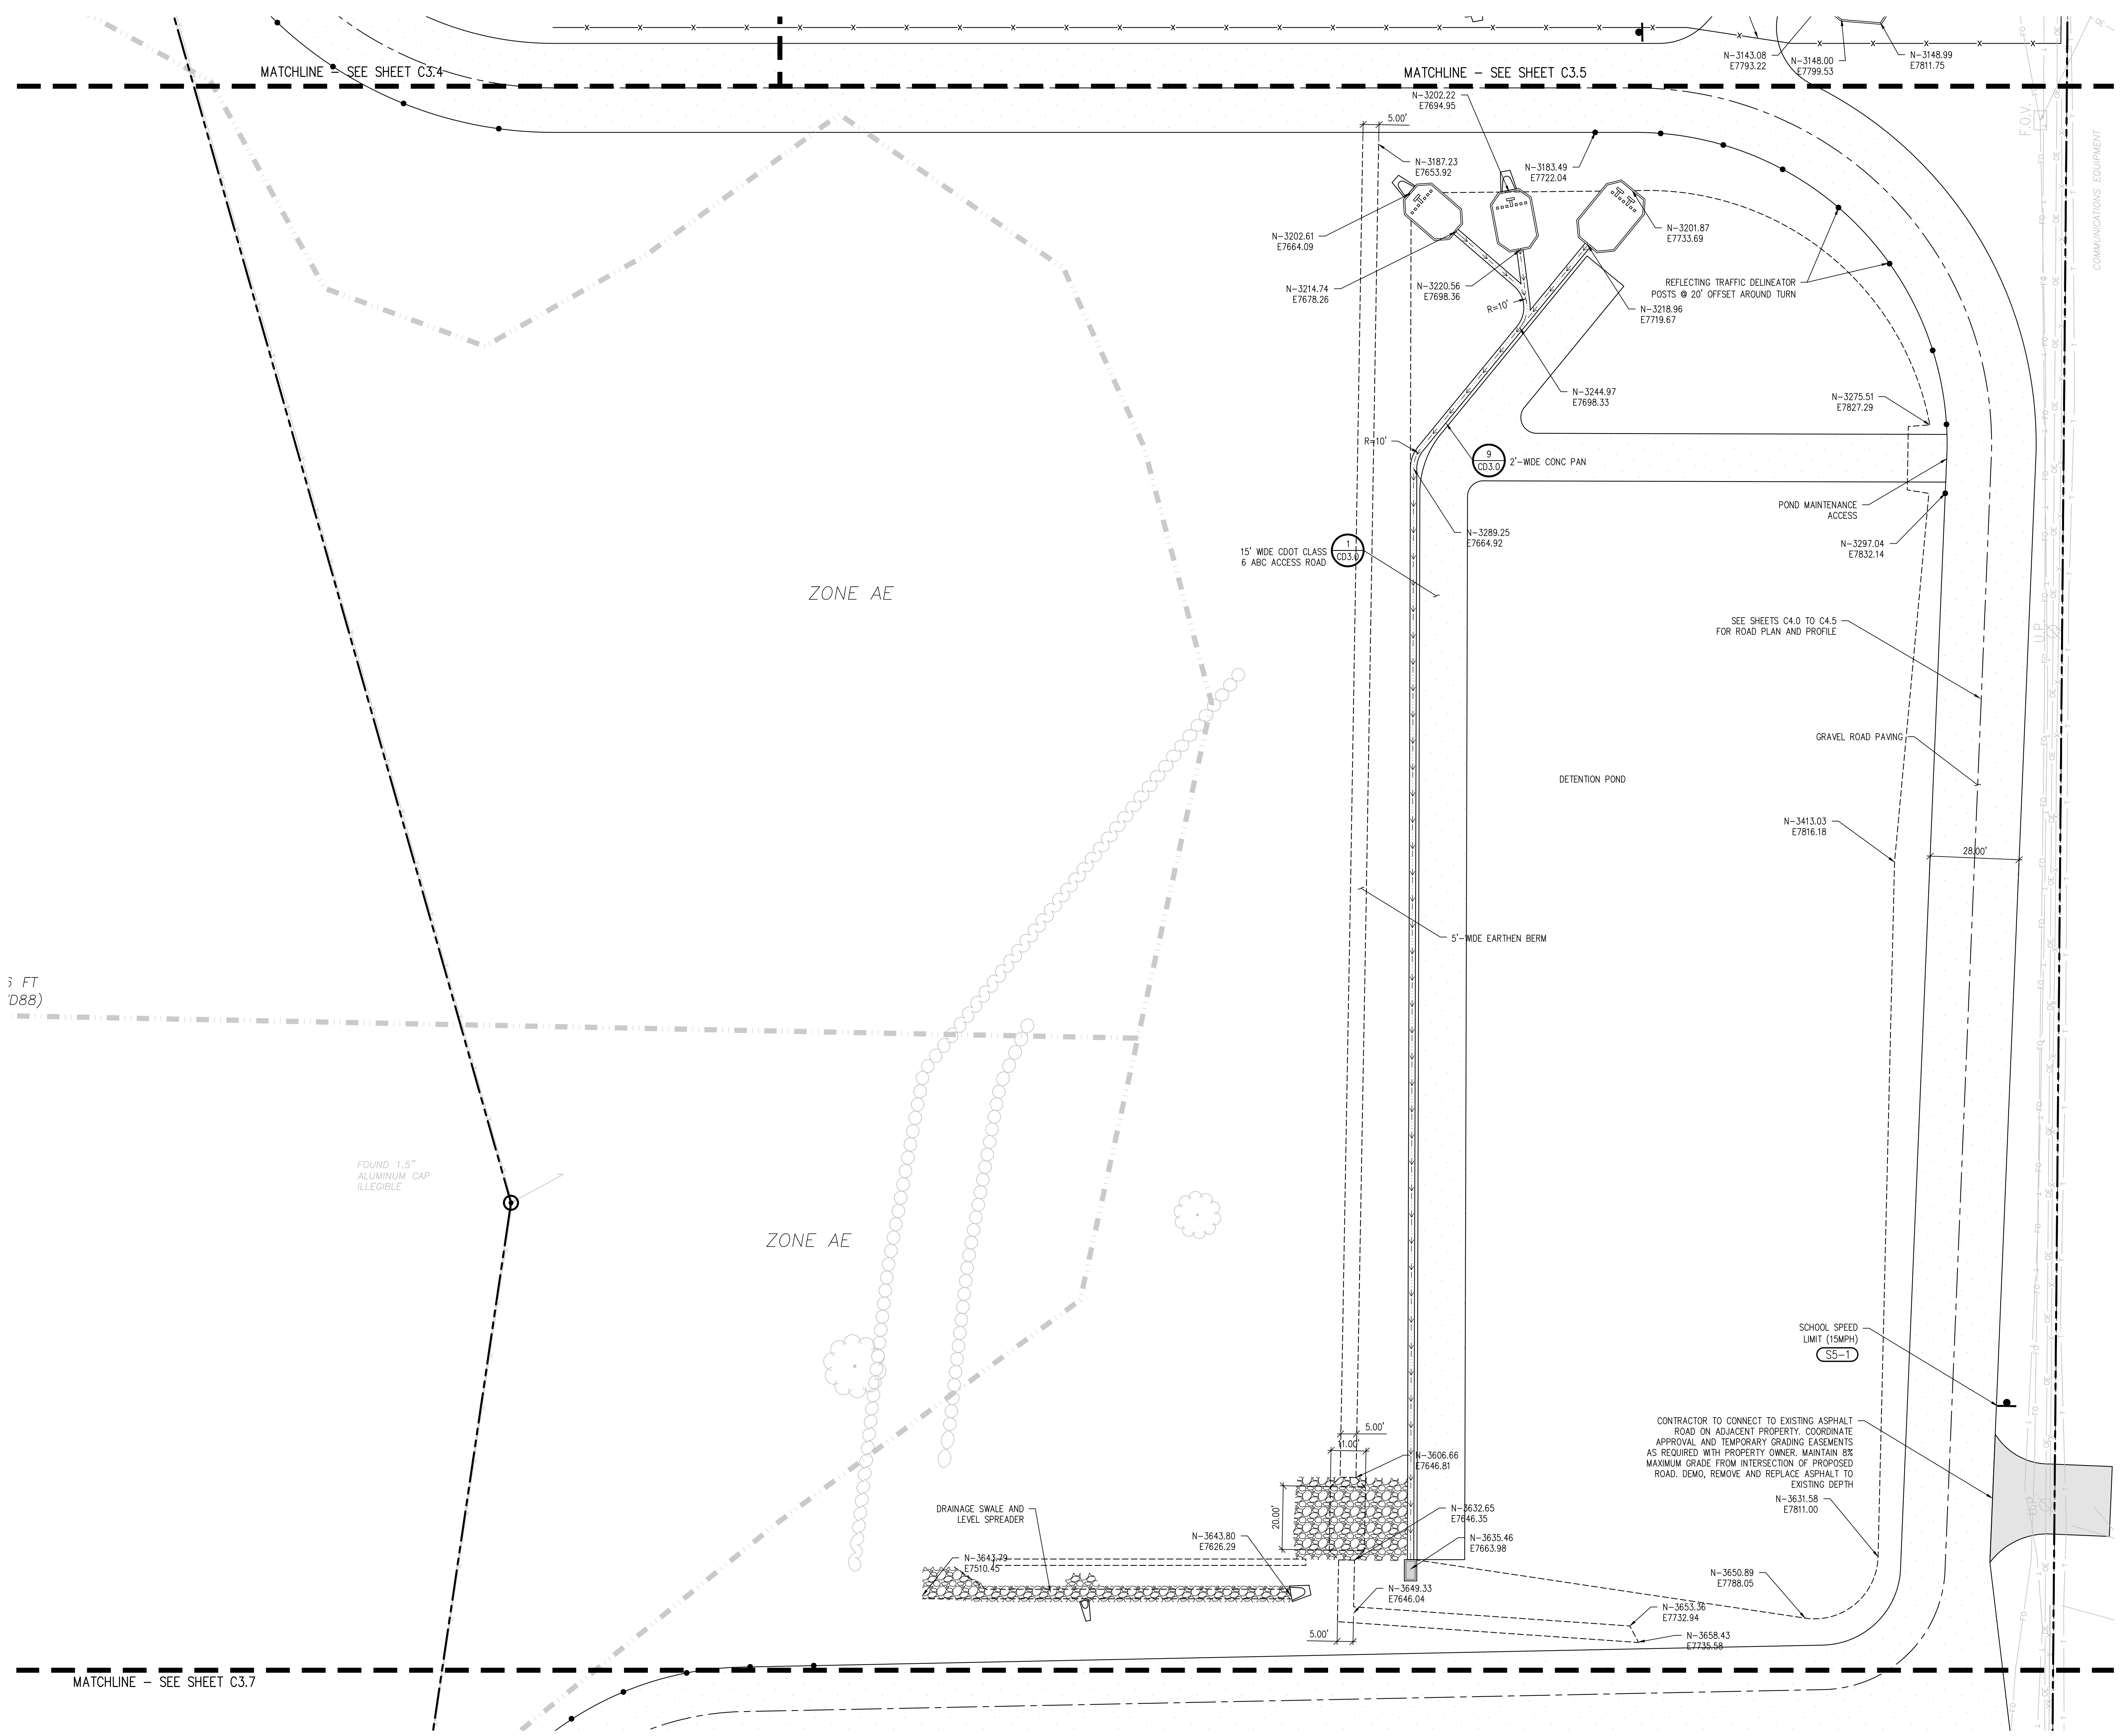 MATCHLINE – SEE SHEET C3.4
MATCHLINE – SEE SHEET C3.5
N-3143.08
E7793.22
N-3148.00
E7799.53
N-3148.99
E7811.75
N-3202.22
E7694.95
5.00'
N-3187.23
E7653.92
N-3183.49
E7722.04
F.O.V.
COMMUNICATIONS EQUIPMENT
N-3202.61
E7664.09
N-3201.87
E7733.69
N-3214.74
E7678.26
N-3220.56
E7698.36
R=10'
REFLECTING TRAFFIC DELINEATOR
POSTS @ 20' OFFSET AROUND TURN
N-3218.96
E7719.67
N-3244.97
E7698.33
N-3275.51
E7827.29
R=10'
9
CD3.0
2'-WIDE CONC PAN
POND MAINTENANCE
ACCESS
N-3289.25
E7664.92
N-3297.04
E7832.14
15' WIDE CDOT CLASS
6 ABC ACCESS ROAD
1
CD3.0
ZONE AE
SEE SHEETS C4.0 TO C4.5
FOR ROAD PLAN AND PROFILE
U.P.
GRAVEL ROAD PAVING
DETENTION POND
N-3413.03
E7816.18
28.00'
5'-WIDE EARTHEN BERM
FT
D88)
FOUND 1.5"
ALUMINUM CAP
ILLEGIBLE
ZONE AE
SCHOOL SPEED
LIMIT (15MPH)
S5-1
CONTRACTOR TO CONNECT TO EXISTING ASPHALT
ROAD ON ADJACENT PROPERTY. COORDINATE
APPROVAL AND TEMPORARY GRADING EASEMENTS
AS REQUIRED WITH PROPERTY OWNER. MAINTAIN 8%
MAXIMUM GRADE FROM INTERSECTION OF PROPOSED
ROAD. DEMO, REMOVE AND REPLACE ASPHALT TO
EXISTING DEPTH
5.00'
11.00'
N-3606.66
E7646.81
20.00'
N-3632.65
E7646.35
N-3631.58
E7811.00
DRAINAGE SWALE AND
LEVEL SPREADER
N-3643.80
E7626.29
N-3635.46
E7663.98
N-3643.79
E7510.45
N-3650.89
E7788.05
N-3649.33
E7646.04
N-3653.36
E7732.94
5.00'
N-3658.43
E7735.58
MATCHLINE – SEE SHEET C3.7